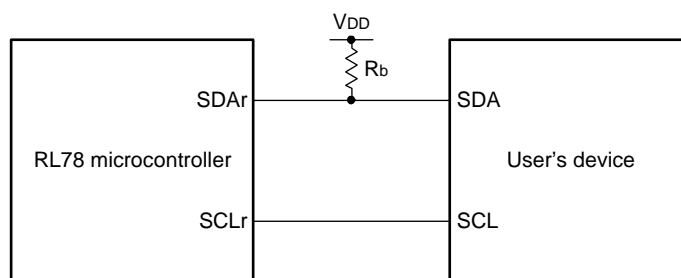 VDD
Rb
SDAr SDA
RL78 microcontroller User's device
SCLr SCL